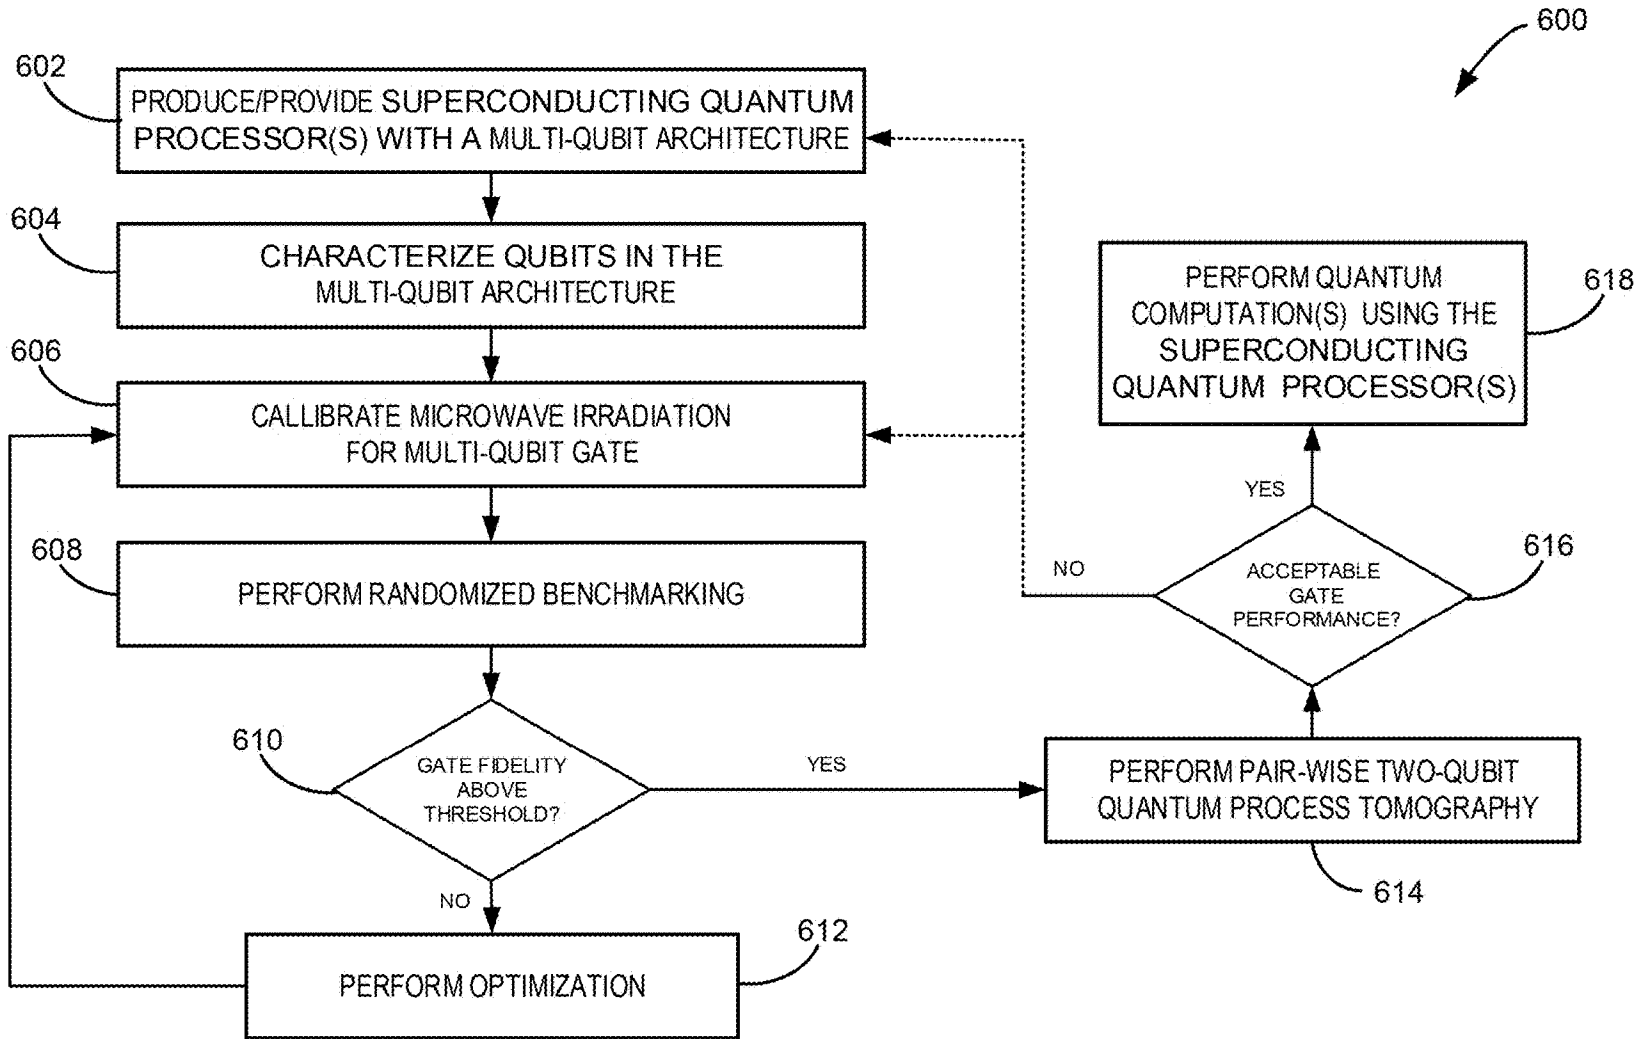 600
602
PRODUCE/PROVIDE SUPERCONDUCTING QUANTUM
PROCESSOR(S) WITH A MULTI-QUBIT ARCHITECTURE
604
CHARACTERIZE QUBITS IN THE
MULTI-QUBIT ARCHITECTURE
606
CALLIBRATE MICROWAVE IRRADIATION
FOR MULTI-QUBIT GATE
608
PERFORM RANDOMIZED BENCHMARKING
610
GATE FIDELITY
ABOVE
THRESHOLD?
NO
612
PERFORM OPTIMIZATION
YES
PERFORM PAIR-WISE TWO-QUBIT
QUANTUM PROCESS TOMOGRAPHY
614
616
ACCEPTABLE
GATE
PERFORMANCE?
NO
YES
618
PERFORM QUANTUM
COMPUTATION(S) USING THE
SUPERCONDUCTING
QUANTUM PROCESSOR(S)